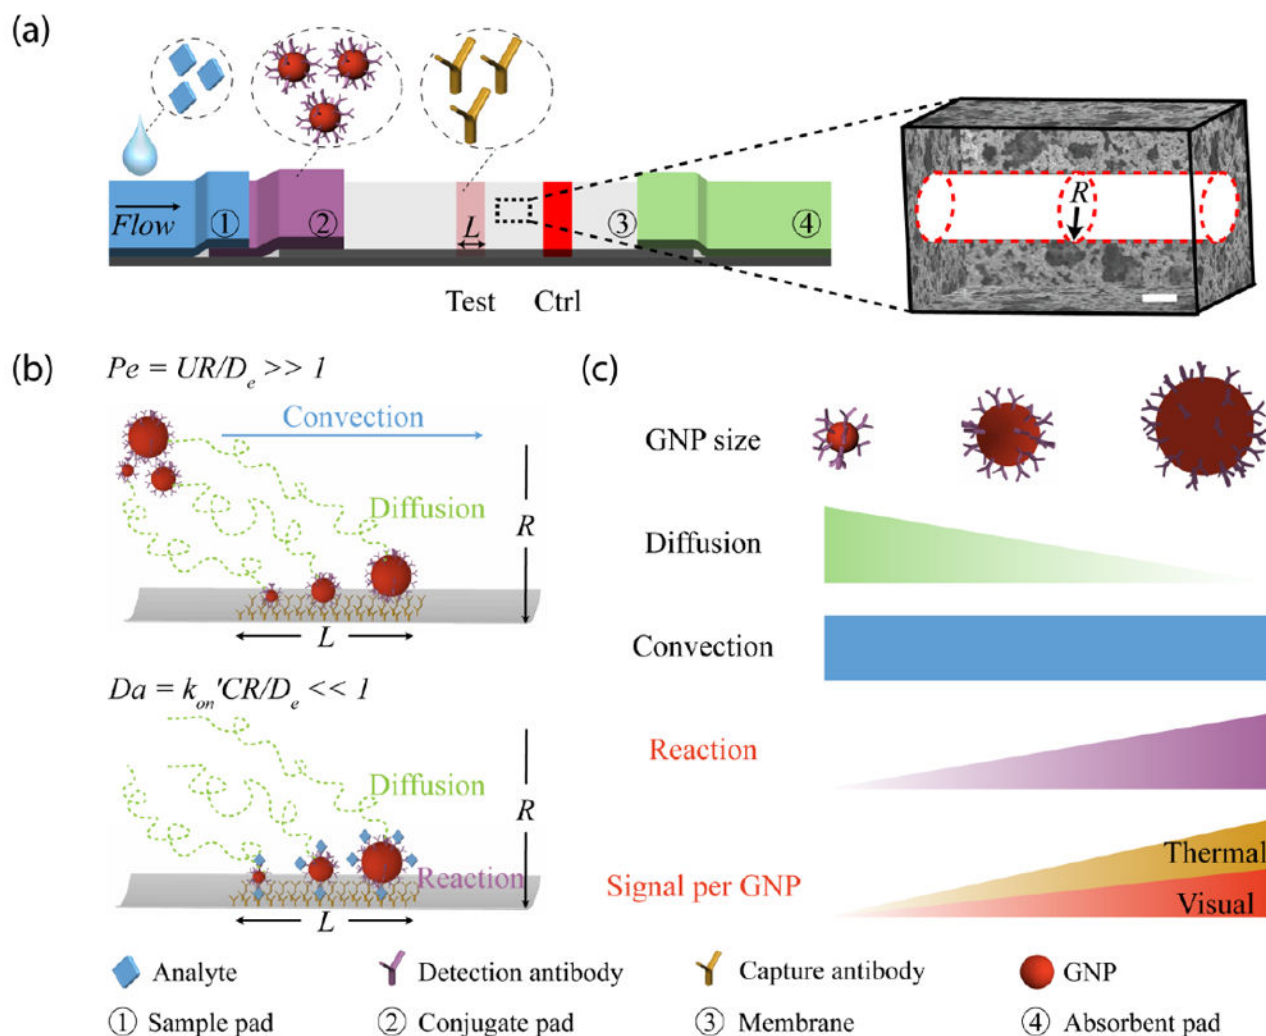 (a)
R
Flow
①
②
L
③
④
Test
Ctrl
(b)
Pe = UR/Dₑ >> 1
Convection
Diffusion
R
L
Da = kₒₙ'CR/Dₑ << 1
Diffusion
R
Reaction
L
(c)
GNP size
Diffusion
Convection
Reaction
Thermal
Signal per GNP
Visual
Analyte
Detection antibody
Capture antibody
GNP
① Sample pad
② Conjugate pad
③ Membrane
④ Absorbent pad